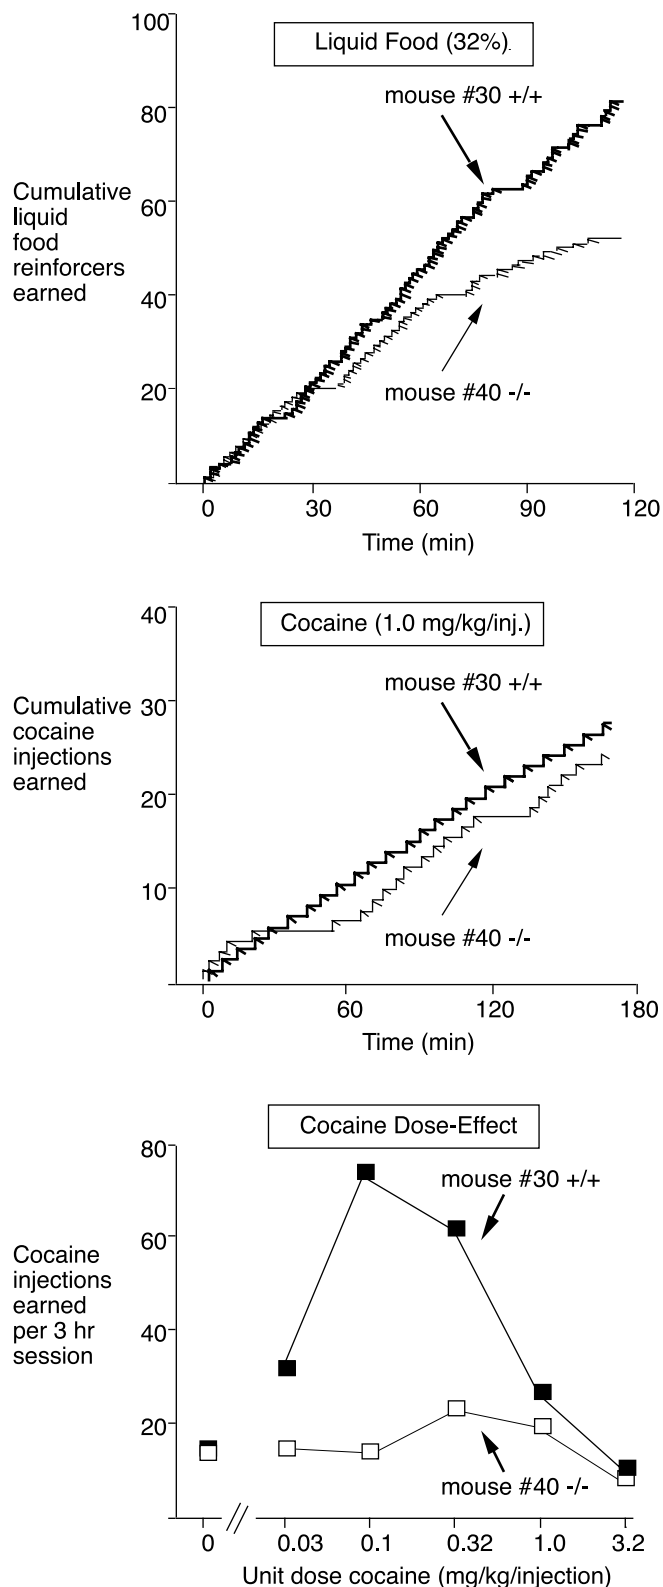 100
Liquid Food (32%).
mouse #30 +/+
80
Cumulative
liquid
food
reinforcers
earned
60
40
20
mouse #40 -/-
0 30 60 90 120
Time (min)
40
Cocaine (1.0 mg/kg/inj.)
mouse #30 +/+
Cumulative
cocaine
injections
earned
30
20
10
mouse #40 -/-
0 60 120 180
Time (min)
Cocaine Dose-Effect
80
mouse #30 +/+
Cocaine
injections
earned
per 3 hr
session
60
40
20
mouse #40 -/-
0 // 0.03 0.1 0.32 1.0 3.2
Unit dose cocaine (mg/kg/injection)